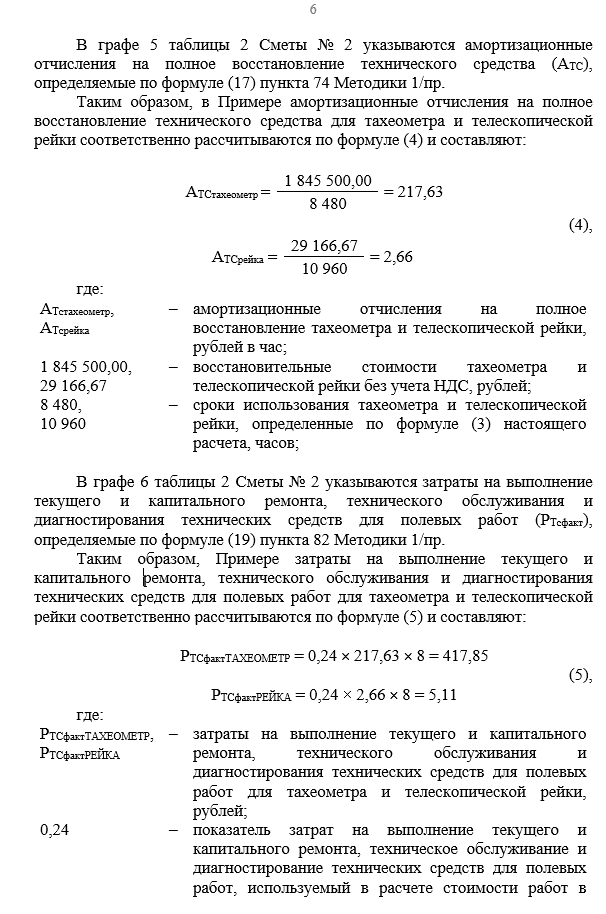 6
В графе 5 таблицы 2 Сметы № 2 указываются амортизационные
отчисления на полное восстановление технического средства (АТС),
определяемые по формуле (17) пункта 74 Методики 1/пр.
Таким образом, в Примере амортизационные отчисления на полное
восстановление технического средства для тахеометра и телескопической
рейки соответственно рассчитываются по формуле (4) и составляют:
АТСтахеометр = 1 845 500,00 / 8 480 = 217,63
(4),
АТСрейка = 29 166,67 / 10 960 = 2,66
где:
АТстахеометр, – амортизационные отчисления на полное
АТсрейка восстановление тахеометра и телескопической рейки,
рублей в час;
1 845 500,00, – восстановительные стоимости тахеометра и
29 166,67 телескопической рейки без учета НДС, рублей;
8 480, – сроки использования тахеометра и телескопической
10 960 рейки, определенные по формуле (3) настоящего
расчета, часов;
В графе 6 таблицы 2 Сметы № 2 указываются затраты на выполнение
текущего и капитального ремонта, технического обслуживания и
диагностирования технических средств для полевых работ (РТсфакт),
определяемые по формуле (19) пункта 82 Методики 1/пр.
Таким образом, Примере затраты на выполнение текущего и
капитального ремонта, технического обслуживания и диагностирования
технических средств для полевых работ для тахеометра и телескопической
рейки соответственно рассчитываются по формуле (5) и составляют:
РТСфактТАХЕОМЕТР = 0,24 × 217,63 × 8 = 417,85
(5),
РТСфактРЕЙКА = 0,24 × 2,66 × 8 = 5,11
где:
РТСфактТАХЕОМЕТР, – затраты на выполнение текущего и капитального
РТСфактРЕЙКА ремонта, технического обслуживания и
диагностирования технических средств для полевых
работ для тахеометра и телескопической рейки,
рублей;
0,24 – показатель затрат на выполнение текущего и
капитального ремонта, техническое обслуживание и
диагностирование технических средств для полевых
работ, используемый в расчете стоимости работ в